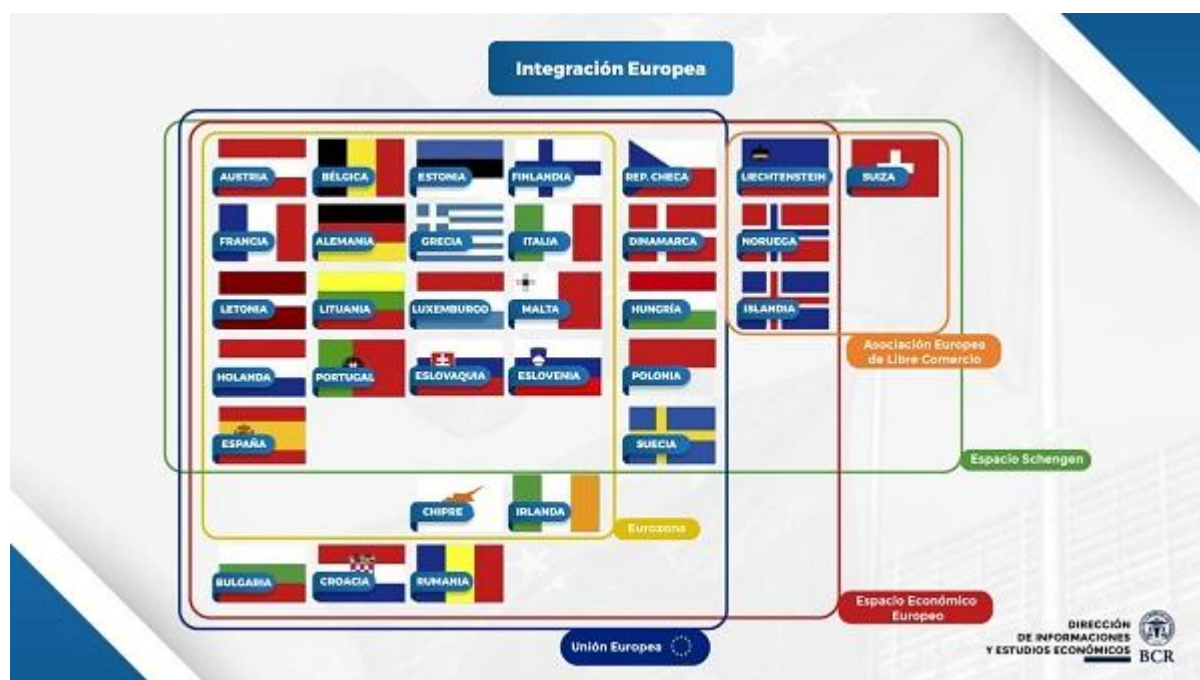 Integración Europea
AUSTRIA
BÉLGICA
ESTONIA
FINLANDIA
REP. CHECA
LIECHTENSTEIN
SUIZA
FRANCIA
ALEMANIA
GRECIA
ITALIA
DINAMARCA
NORUEGA
LETONIA
LITUANIA
LUXEMBURGO
MALTA
HUNGRÍA
ISLANDIA
Asociación Europea
de Libre Comercio
HOLANDA
PORTUGAL
ESLOVAQUIA
ESLOVENIA
POLONIA
ESPAÑA
SUECIA
Espacio Schengen
CHIPRE
IRLANDA
Eurozona
BULGARIA
CROACIA
RUMANIA
Espacio Económico
Europeo
Unión Europea
DIRECCIÓN
DE INFORMACIONES
Y ESTUDIOS ECONÓMICOS
BCR